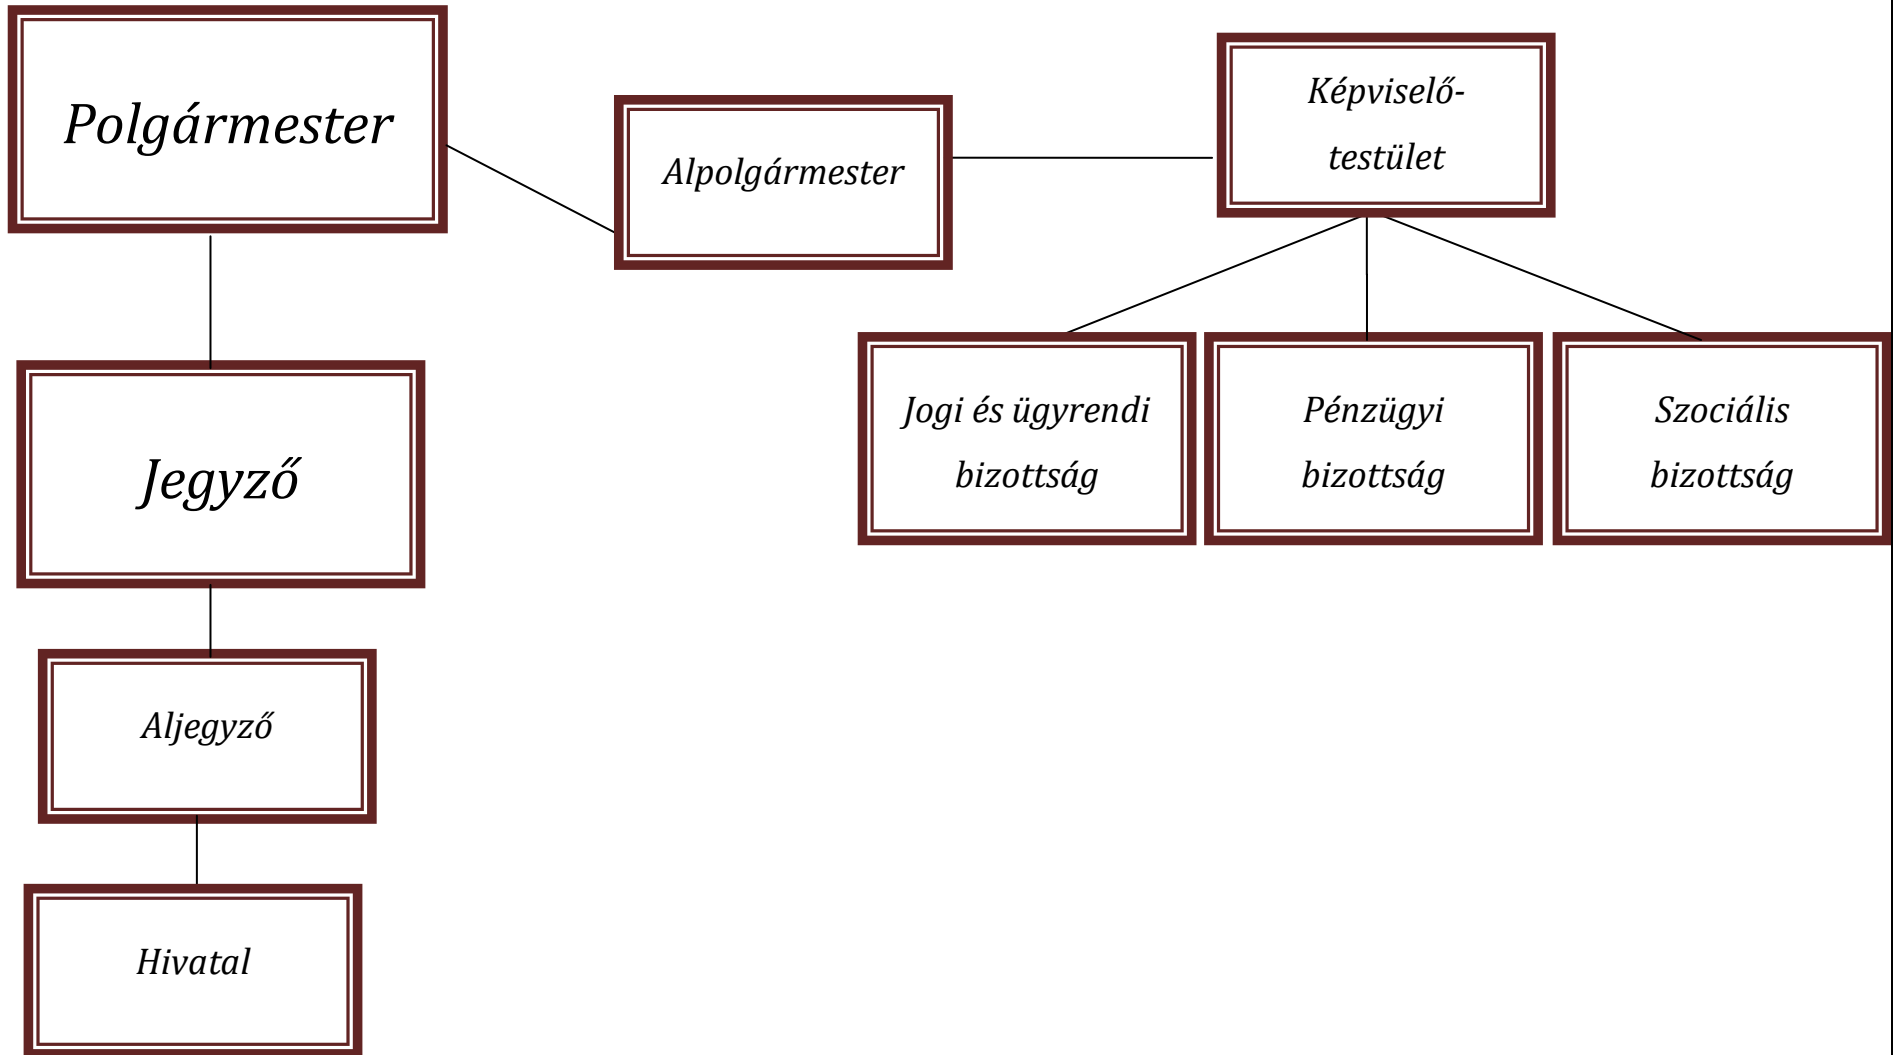 Polgármester
Alpolgármester
Képviselő-
testület
Jogi és ügyrendi
bizottság
Pénzügyi
bizottság
Szociális
bizottság
Jegyző
Aljegyző
Hivatal